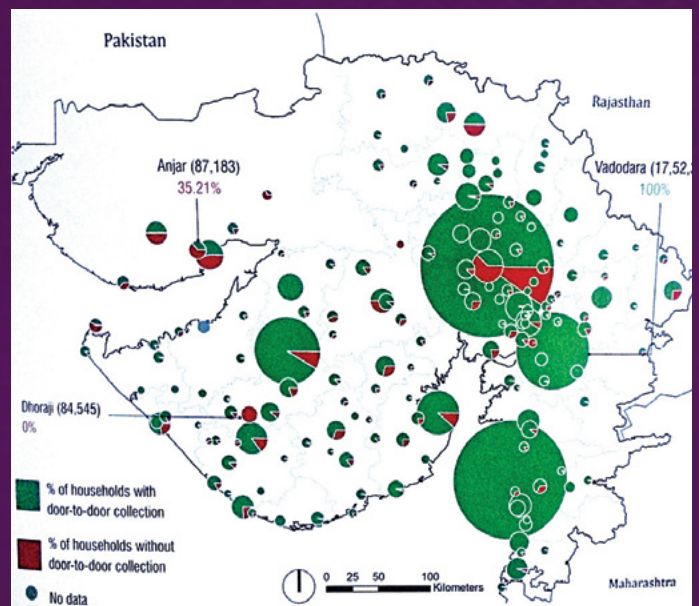 Pakistan
Rajasthan
Anjar (87,183)
35.21%
Vadodara (17,52,
100%
Dhoraji (84,545)
0%
% of households with
door-to-door collection
% of households without
door-to-door collection
No data
0 25 50 100
Kilometers
Maharashtra